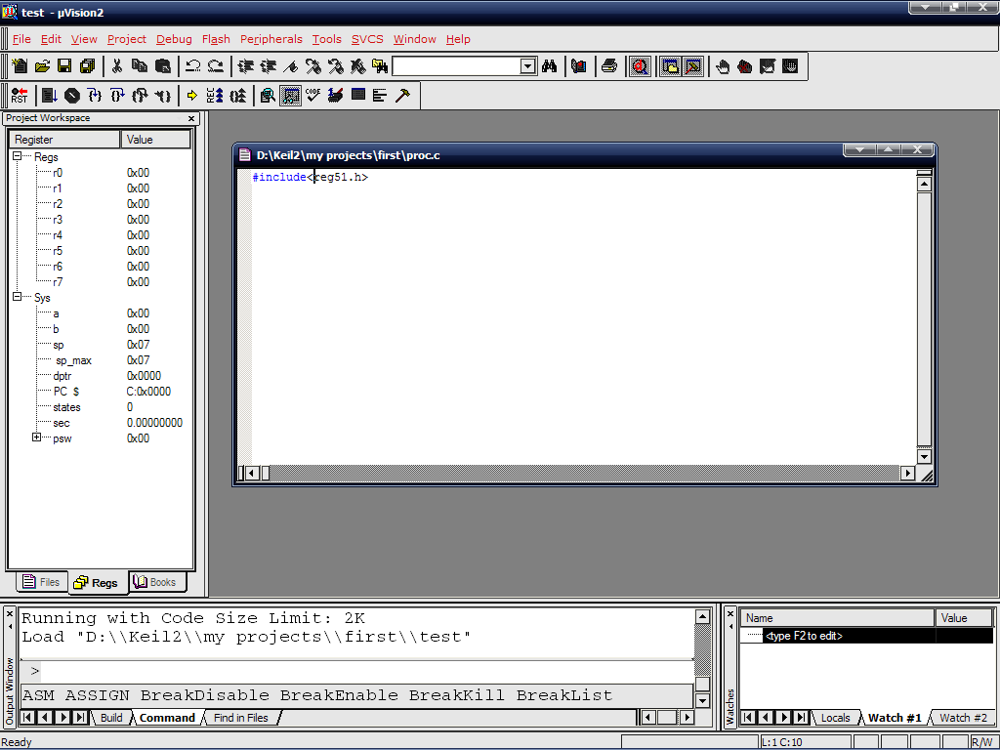 test - µVision2
File Edit View Project Debug Flash Peripherals Tools SVCS Window Help
RST REC CODE
Project Workspace
Register Value
Regs
r0 0x00
r1 0x00
r2 0x00
r3 0x00
r4 0x00
r5 0x00
r6 0x00
r7 0x00
Sys
a 0x00
b 0x00
sp 0x07
sp_max 0x07
dptr 0x0000
PC $ C:0x0000
states 0
sec 0.00000000
psw 0x00
Files Regs Books
D:\Keil2\my projects\first\proc.c
#include<reg51.h>
Output Window
Running with Code Size Limit: 2K
Load "D:\\Keil2\\my projects\\first\\test"
>
ASM ASSIGN BreakDisable BreakEnable BreakKill BreakList
Build Command Find in Files
Watches
Name Value
<type F2 to edit>
Locals Watch #1 Watch #2
Ready L:1 C:10 R/W